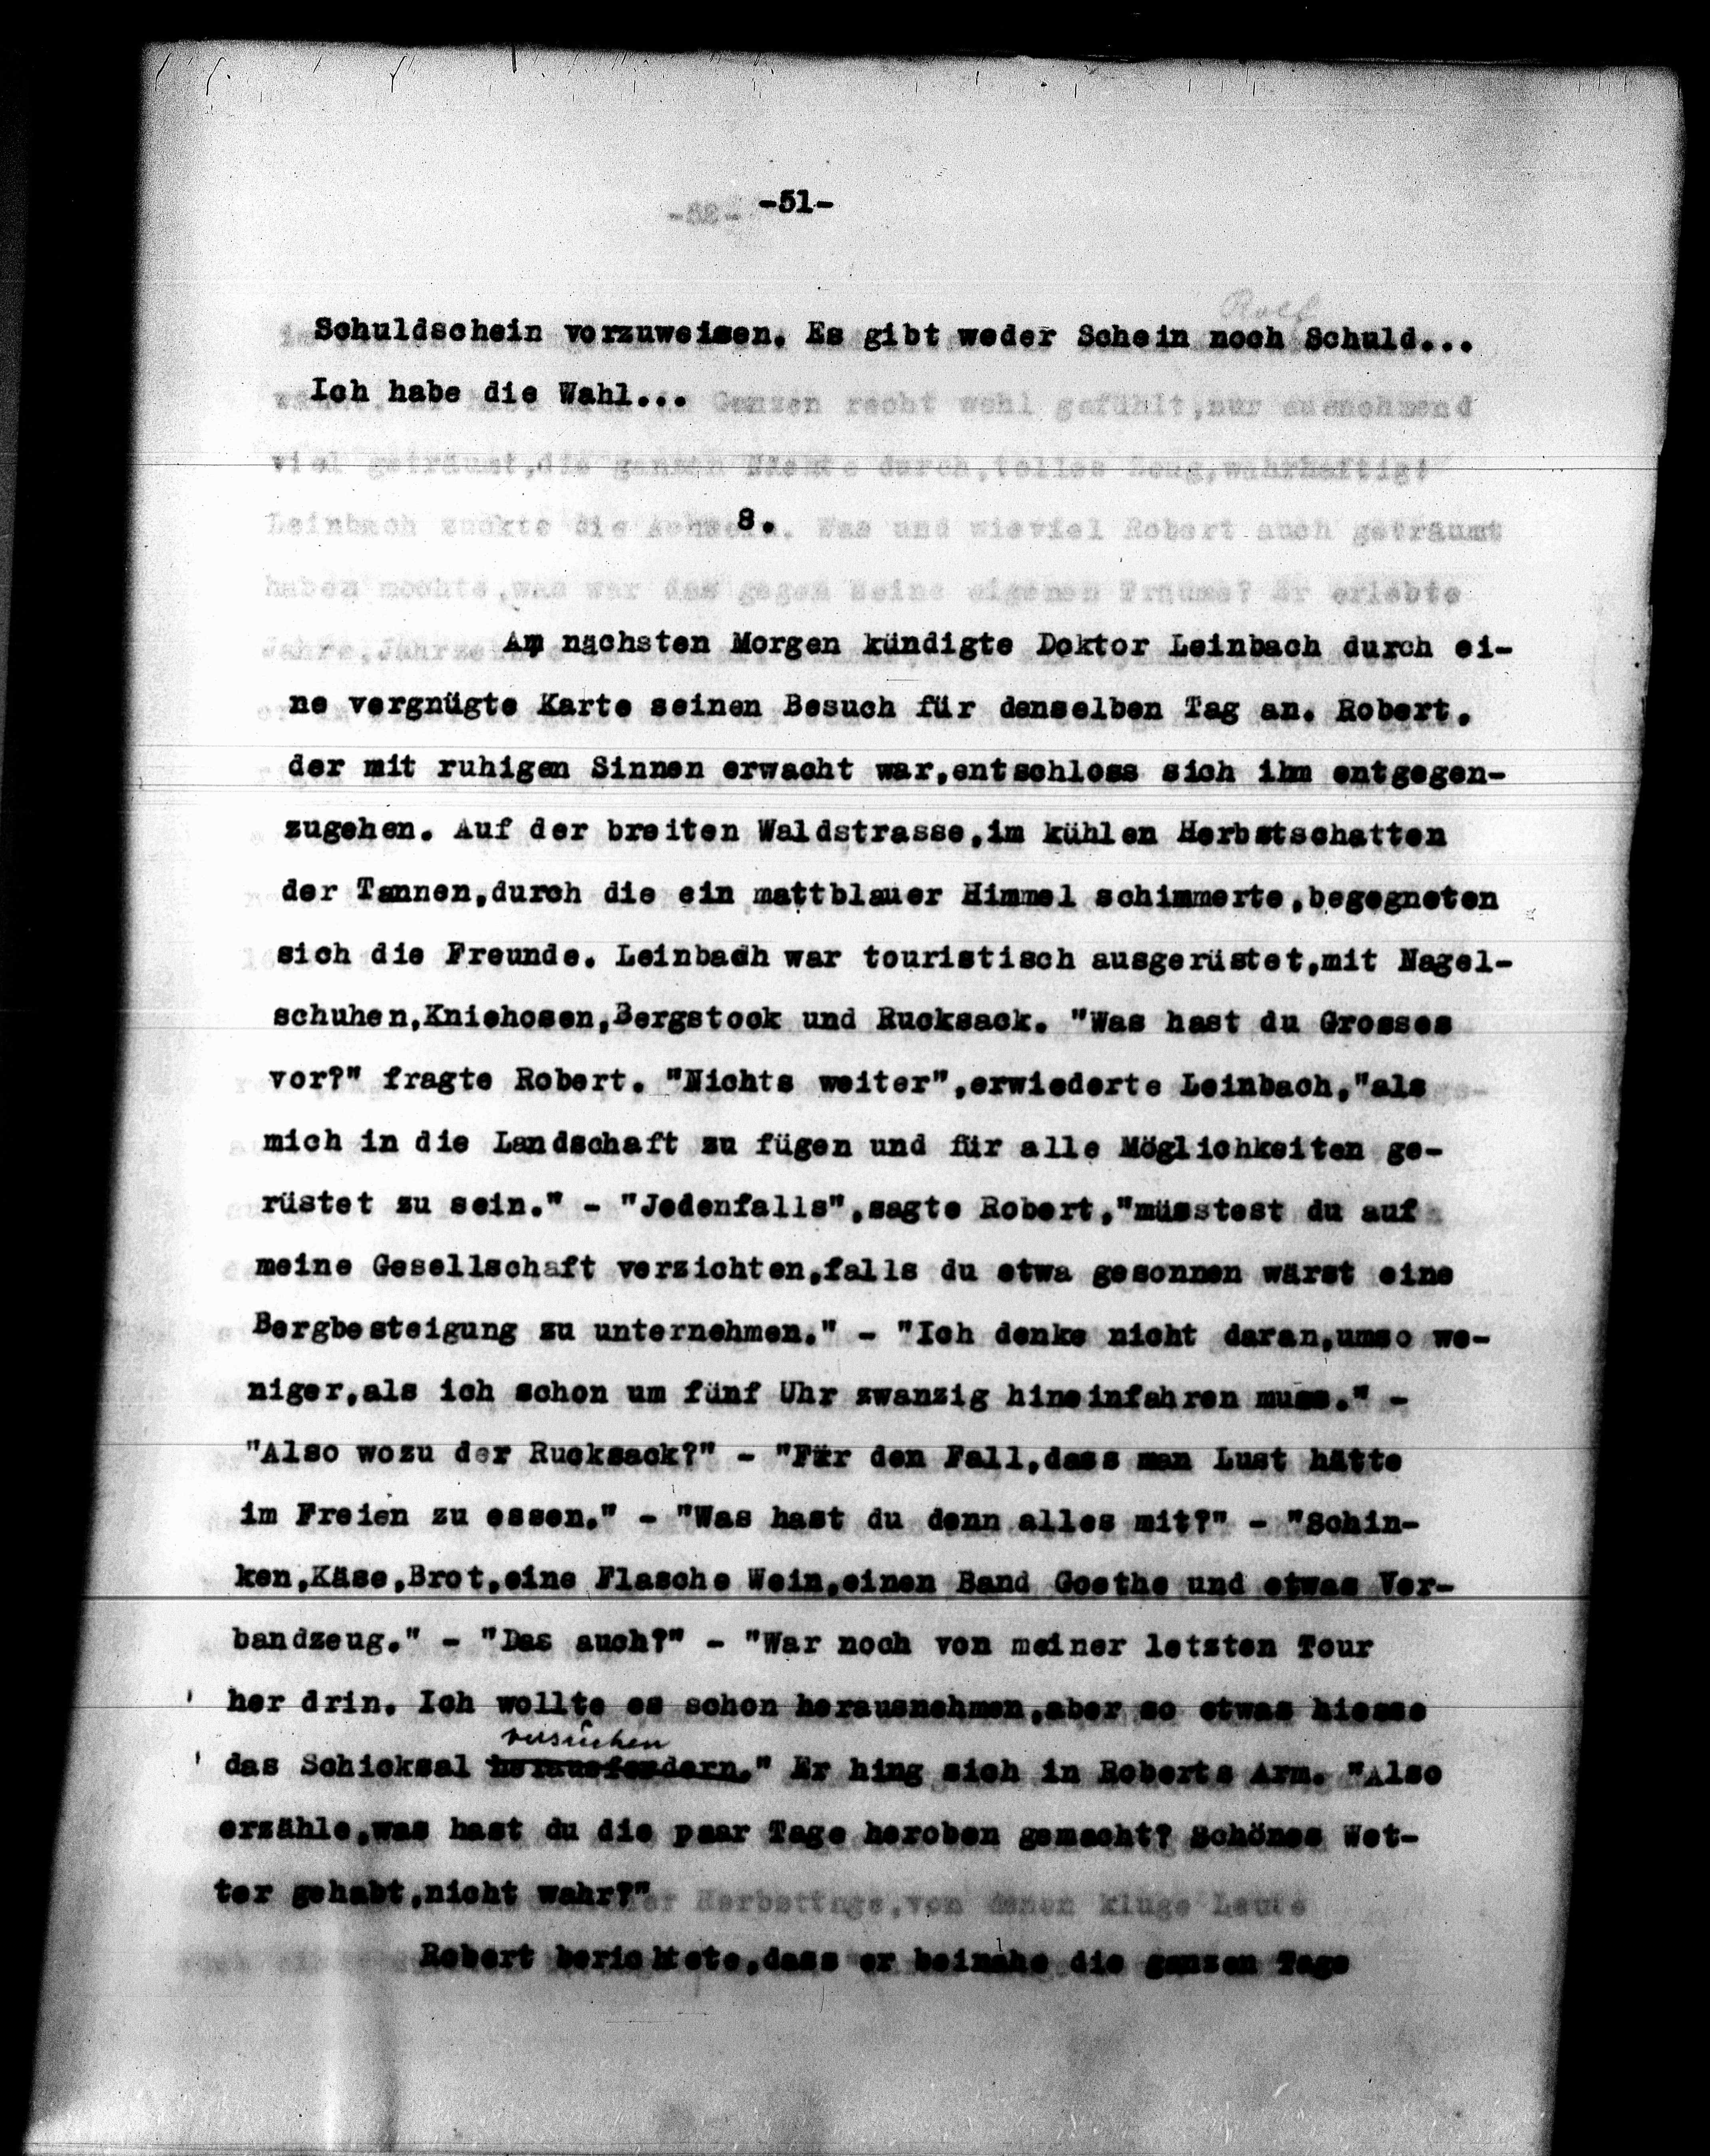 -51-
Schuldschein vorzuweisen. Es gibt weder Schein noch Schuld...
Ich habe die Wahl...
8.
Am nächsten Morgen kündigte Doktor Leinbach durch ei-
ne vergnügte Karte seinen Besuch für denselben Tag an. Robert.
der mit ruhigen Sinnen erwacht war,entschloss sich ihm entgegen-
zugehen. Auf der breiten Waldstrasse,im kühlen Herbstschatten
der Tannen,durch die ein mattblauer Himmel schimmerte,begegneten
sich die Freunde. Leinbach war touristisch ausgerüstet,mit Nagel-
schuhen,Kniehosen,Bergstock und Rucksack. "Was hast du Grosses
vor?" fragte Robert. "Nichts weiter",erwiederte Leinbach,"als
mich in die Landschaft zu fügen und für alle Möglichkeiten ge-
rüstet zu sein." - "Jedenfalls",sagte Robert,"müsstest du auf
meine Gesellschaft verzichten,falls du etwa gesonnen wärst eine
Bergbesteigung zu unternehmen." - "Ich denke nicht daran,umso we-
niger,als ich schon um fünf Uhr zwanzig hineinfahren muss." -
"Also wozu der Rucksack?" - "Für den Fall,dass man Lust hätte
im Freien zu essen." - "Was hast du denn alles mit?" - "Schin-
ken,Käse,Brot,eine Flasche Wein,einen Band Goethe und etwas Ver-
bandzeug." - "Das auch?" - "War noch von meiner letzten Tour
her drin. Ich wollte es schon herausnehmen,aber so etwas hiesse
versuchen
das Schicksal herausfordern." Er hing sich in Roberts Arm. "Also
erzähle,was hast du die paar Tage heroben gemacht? Schönes Wet-
ter gehabt,nicht wahr?"
Robert berichtete,dass er beinahe die ganzen Tage